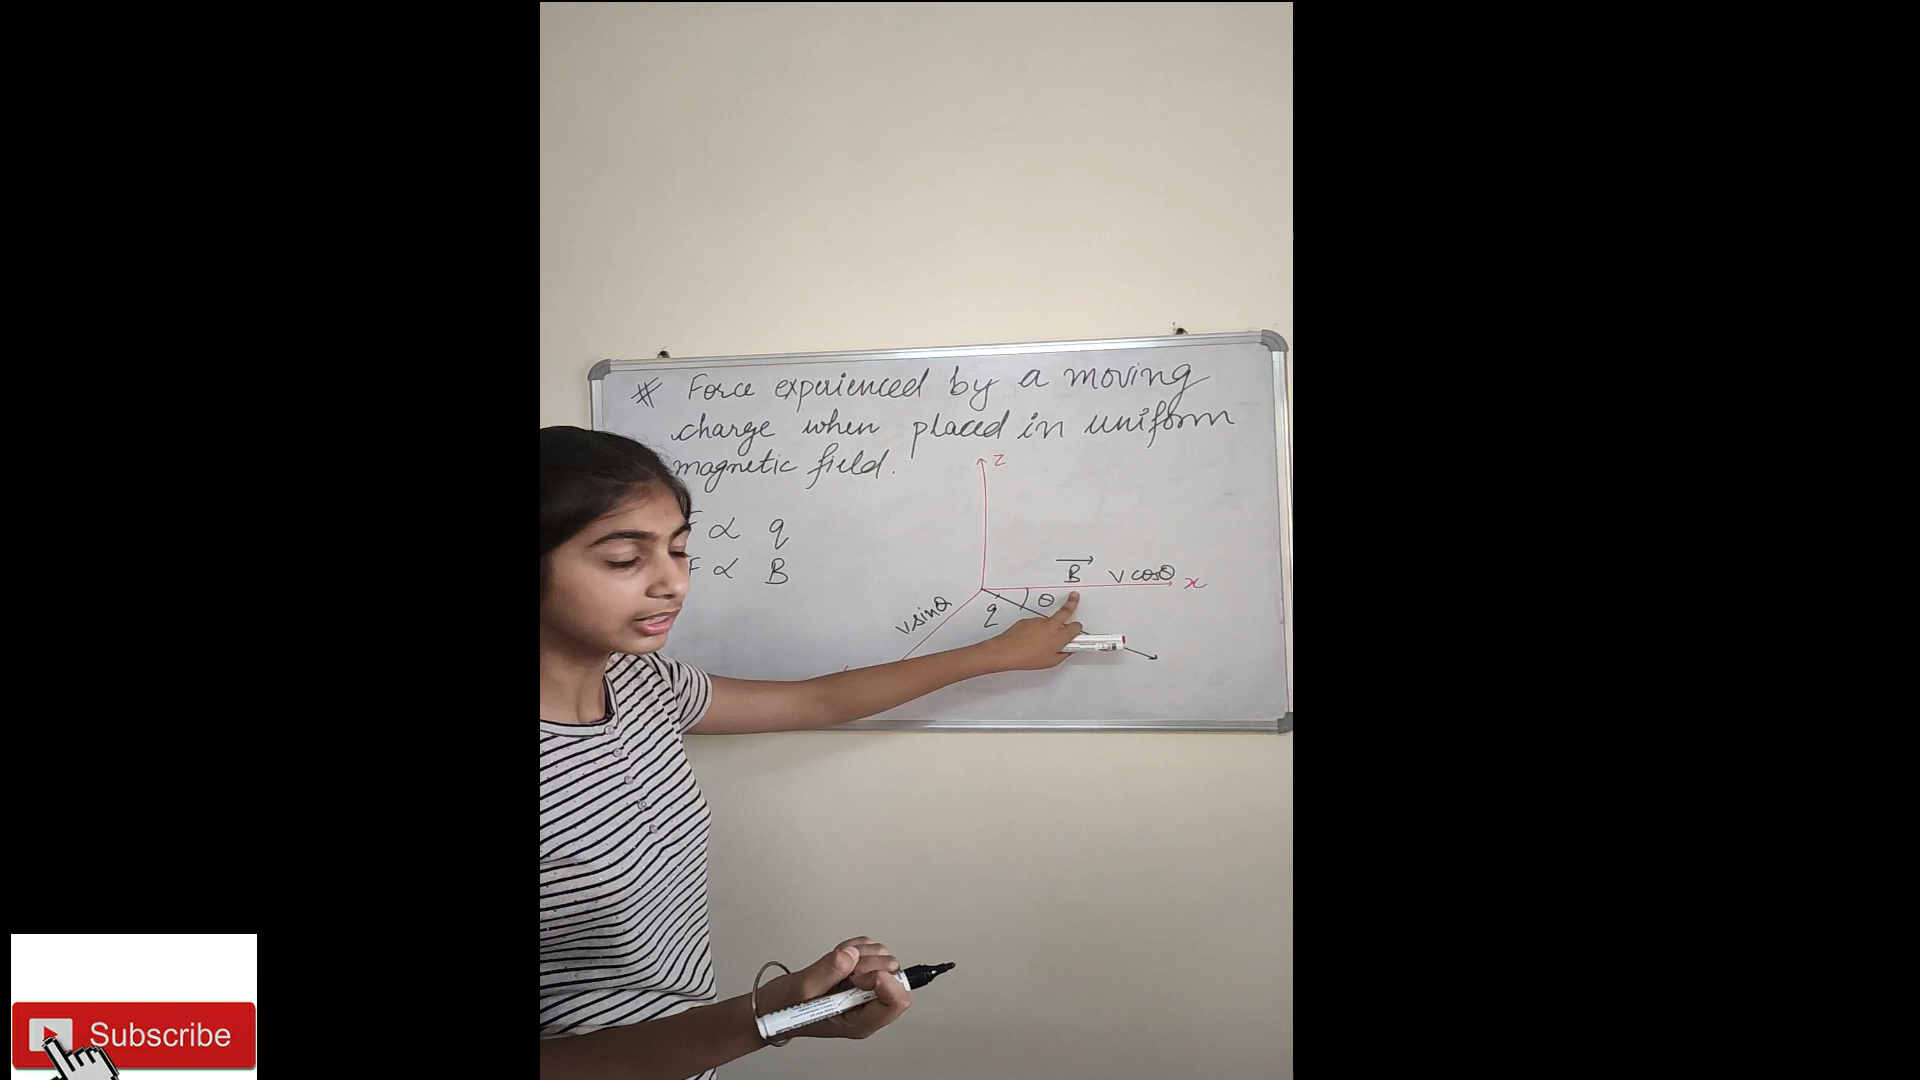 # Force experienced by a moving
charge when placed in uniform
magnetic field.
z
F ∝ q
F ∝ B
B v cosθ x
θ
v sinθ
q
Subscribe